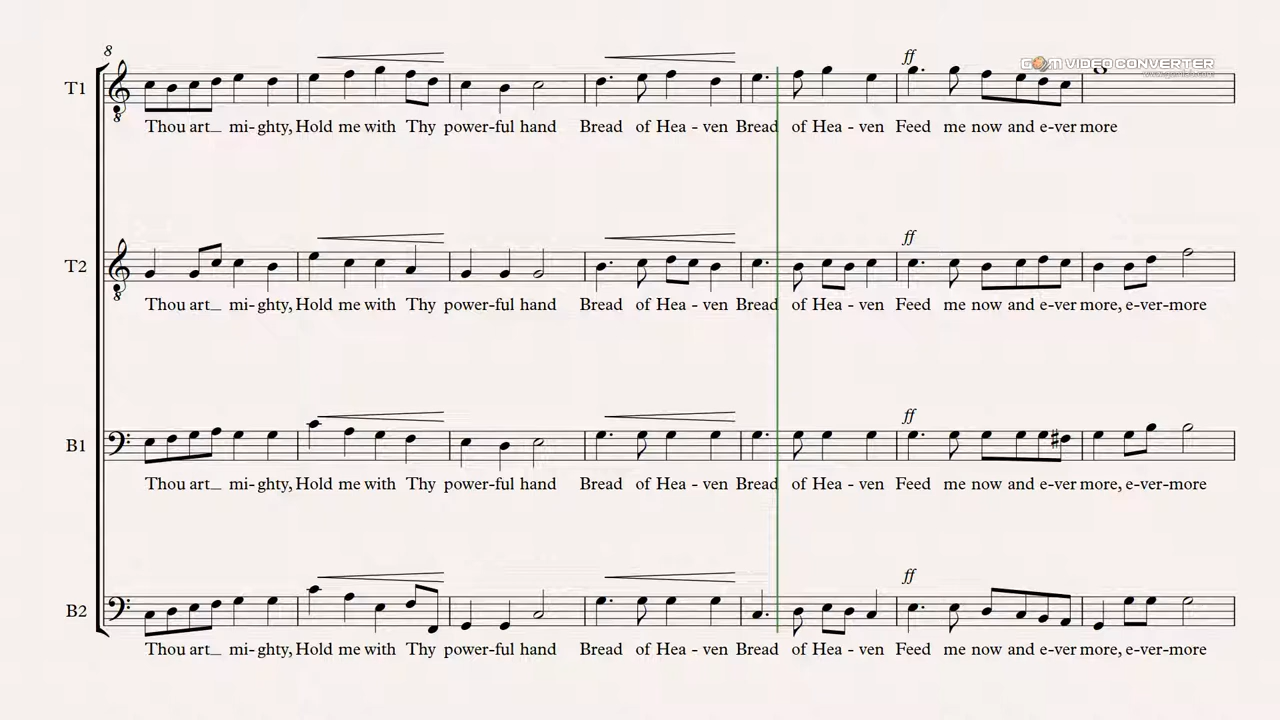 8
ff
GOM VIDEO CONVERTER
www.gomlab.com
T1
8
Thou art_ mi-ghty, Hold me with Thy power-ful hand Bread of Hea - ven Bread of Hea - ven Feed me now and e-ver more
ff
T2
8
Thou art_ mi-ghty, Hold me with Thy power-ful hand Bread of Hea - ven Bread of Hea - ven Feed me now and e-ver more, e-ver-more
ff
B1
Thou art_ mi-ghty, Hold me with Thy power-ful hand Bread of Hea - ven Bread of Hea - ven Feed me now and e-ver more, e-ver-more
ff
B2
Thou art_ mi-ghty, Hold me with Thy power-ful hand Bread of Hea - ven Bread of Hea - ven Feed me now and e-ver more, e-ver-more